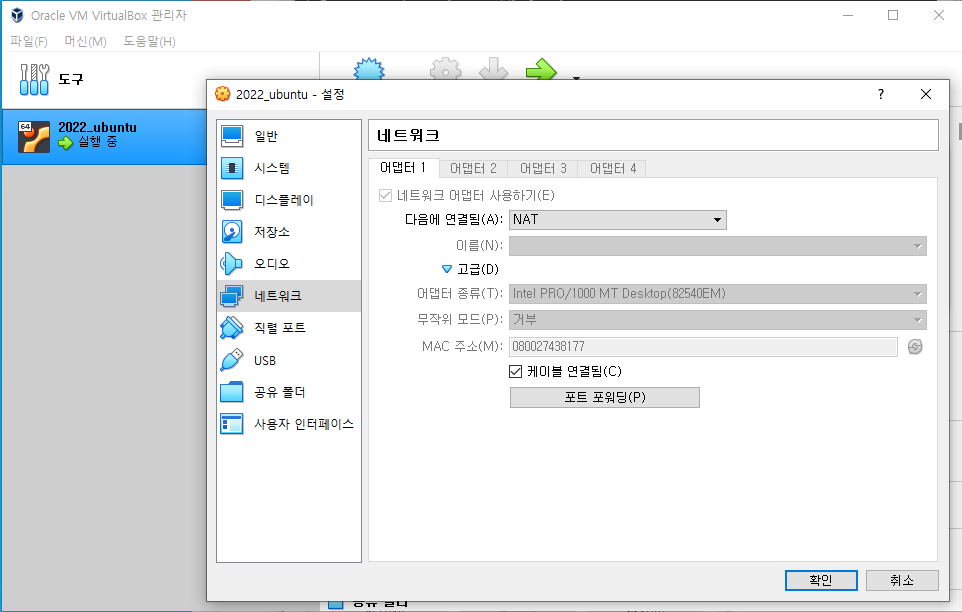 Oracle VM VirtualBox 관리자
파일(F) 머신(M) 도움말(H)
도구
64
2022_ubuntu
실행 중
2022_ubuntu - 설정
?
일반
시스템
디스플레이
저장소
오디오
네트워크
직렬 포트
USB
공유 폴더
사용자 인터페이스
네트워크
어댑터 1 어댑터 2 어댑터 3 어댑터 4
네트워크 어댑터 사용하기(E)
다음에 연결됨(A): NAT
이름(N):
고급(D)
어댑터 종류(T): Intel PRO/1000 MT Desktop(82540EM)
무작위 모드(P): 거부
MAC 주소(M): 080027438177
케이블 연결됨(C)
포트 포워딩(P)
확인 취소
공유 폴더